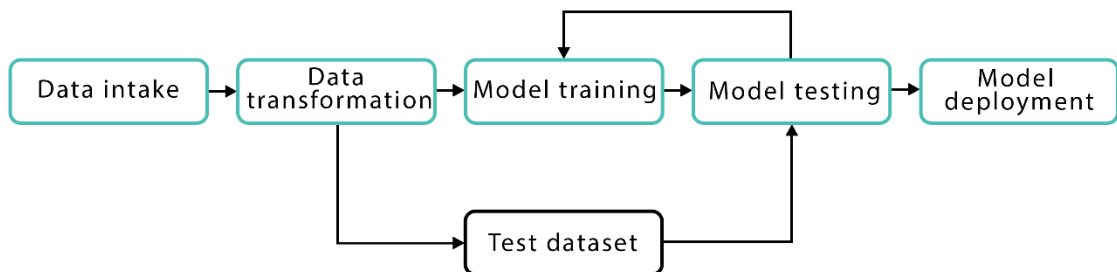 Data intake
Data
transformation
Model training
Model testing
Model
deployment
Test dataset